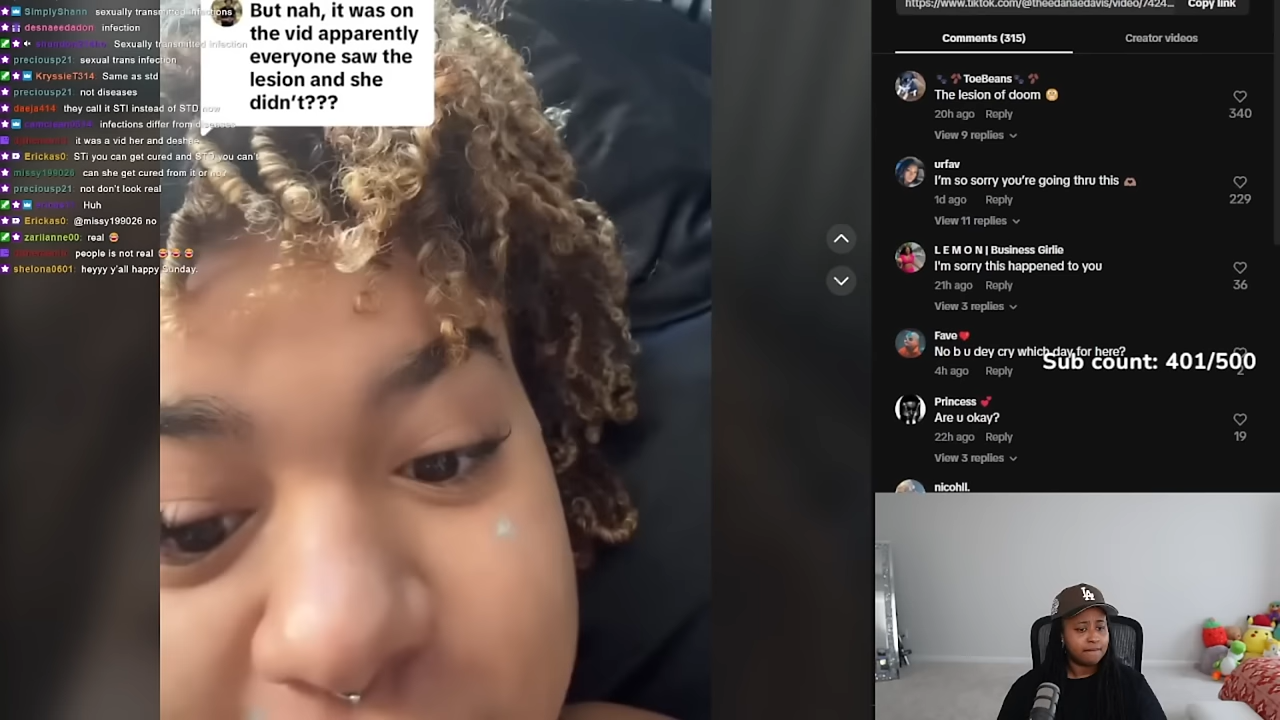 SimplyShann sexually transmitted infections
desnaeedadon infection
Sexually transmitted infection
preciousp21 sexual trans infection
KryssieT314 Same as std
preciousp21 not diseases
daeja414 they call it STI instead of STD now
infections differ from diseases
it was a vid her and desha
Erickas0: STi you can get cured and STD you can't
missy199026 can she get cured from it or no?
preciousp21 not don't look real
Huh
Erickas0: @missy199026 no
zarilanne00: real
people is not real
shelona0601: heyyy y'all happy Sunday.
But nah, it was on
the vid apparently
everyone saw the
lesion and she
didn't???
https://www.tiktok.com/@theedanaedavis/video/7424... Copy link
Comments (315) Creator videos
ToeBeans
The lesion of doom
20h ago Reply 340
View 9 replies
urfav
I'm so sorry you're going thru this
1d ago Reply 229
View 11 replies
L E M O N | Business Girlie
I'm sorry this happened to you
21h ago Reply 36
View 3 replies
Fave
No b u dey cry which day for here?
Sub count: 401/500
4h ago Reply 2
Princess
Are u okay?
22h ago Reply 19
View 3 replies
nicohll.
LA